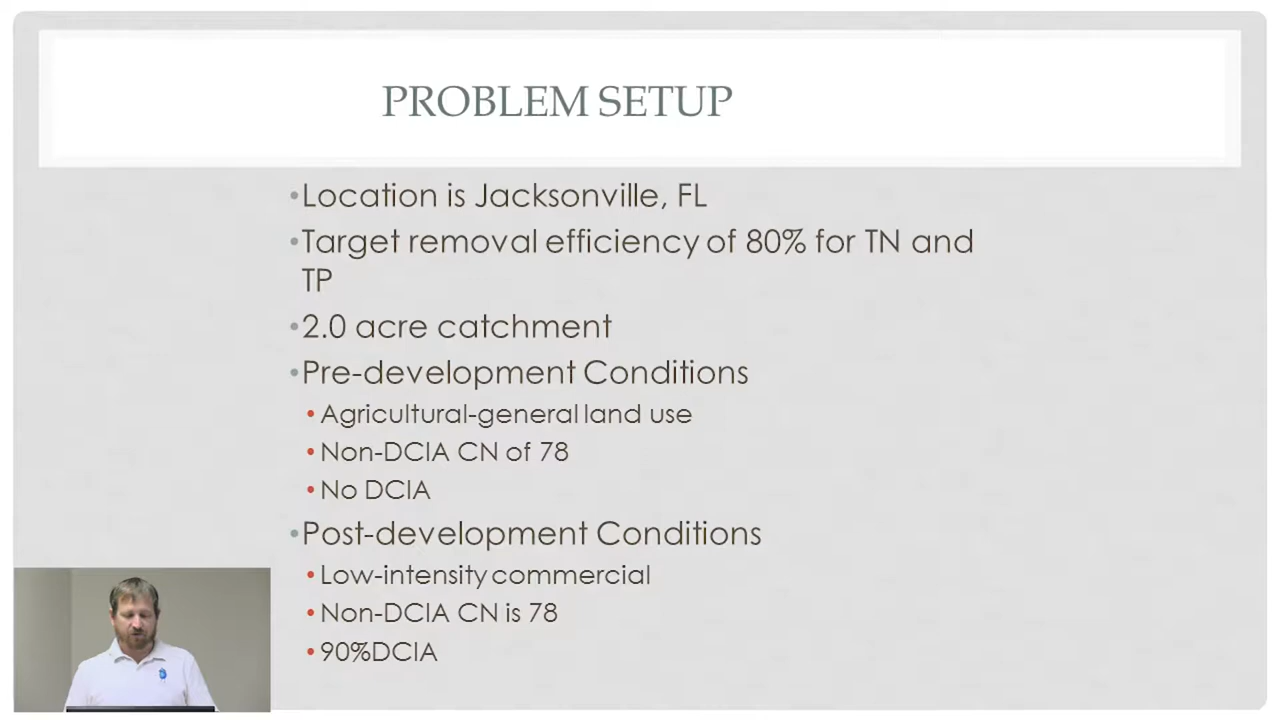 PROBLEM SETUP
•Location is Jacksonville, FL
•Target removal efficiency of 80% for TN and
TP
•2.0 acre catchment
•Pre-development Conditions
•Agricultural-general land use
•Non-DCIA CN of 78
•No DCIA
•Post-development Conditions
•Low-intensity commercial
•Non-DCIA CN is 78
•90%DCIA